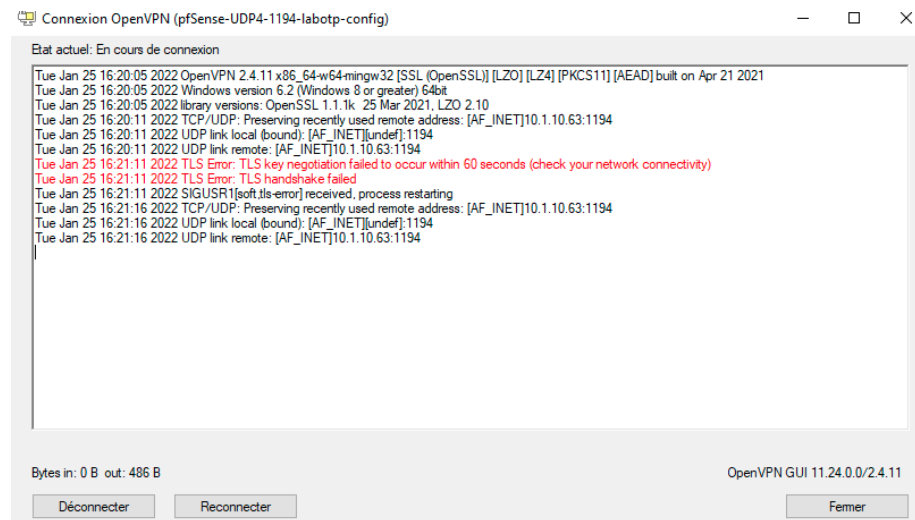 Connexion OpenVPN (pfSense-UDP4-1194-labotp-config)
Etat actuel: En cours de connexion
Tue Jan 25 16:20:05 2022 OpenVPN 2.4.11 x86_64-w64-mingw32 [SSL (OpenSSL)] [LZO] [LZ4] [PKCS11] [AEAD] built on Apr 21 2021
Tue Jan 25 16:20:05 2022 Windows version 6.2 (Windows 8 or greater) 64bit
Tue Jan 25 16:20:05 2022 library versions: OpenSSL 1.1.1k  25 Mar 2021, LZO 2.10
Tue Jan 25 16:20:11 2022 TCP/UDP: Preserving recently used remote address: [AF_INET]10.1.10.63:1194
Tue Jan 25 16:20:11 2022 UDP link local (bound): [AF_INET][undef]:1194
Tue Jan 25 16:20:11 2022 UDP link remote: [AF_INET]10.1.10.63:1194
Tue Jan 25 16:21:11 2022 TLS Error: TLS key negotiation failed to occur within 60 seconds (check your network connectivity)
Tue Jan 25 16:21:11 2022 TLS Error: TLS handshake failed
Tue Jan 25 16:21:11 2022 SIGUSR1[soft,tls-error] received, process restarting
Tue Jan 25 16:21:16 2022 TCP/UDP: Preserving recently used remote address: [AF_INET]10.1.10.63:1194
Tue Jan 25 16:21:16 2022 UDP link local (bound): [AF_INET][undef]:1194
Tue Jan 25 16:21:16 2022 UDP link remote: [AF_INET]10.1.10.63:1194
Bytes in: 0 B  out: 486 B
OpenVPN GUI 11.24.0.0/2.4.11
Déconnecter
Reconnecter
Fermer